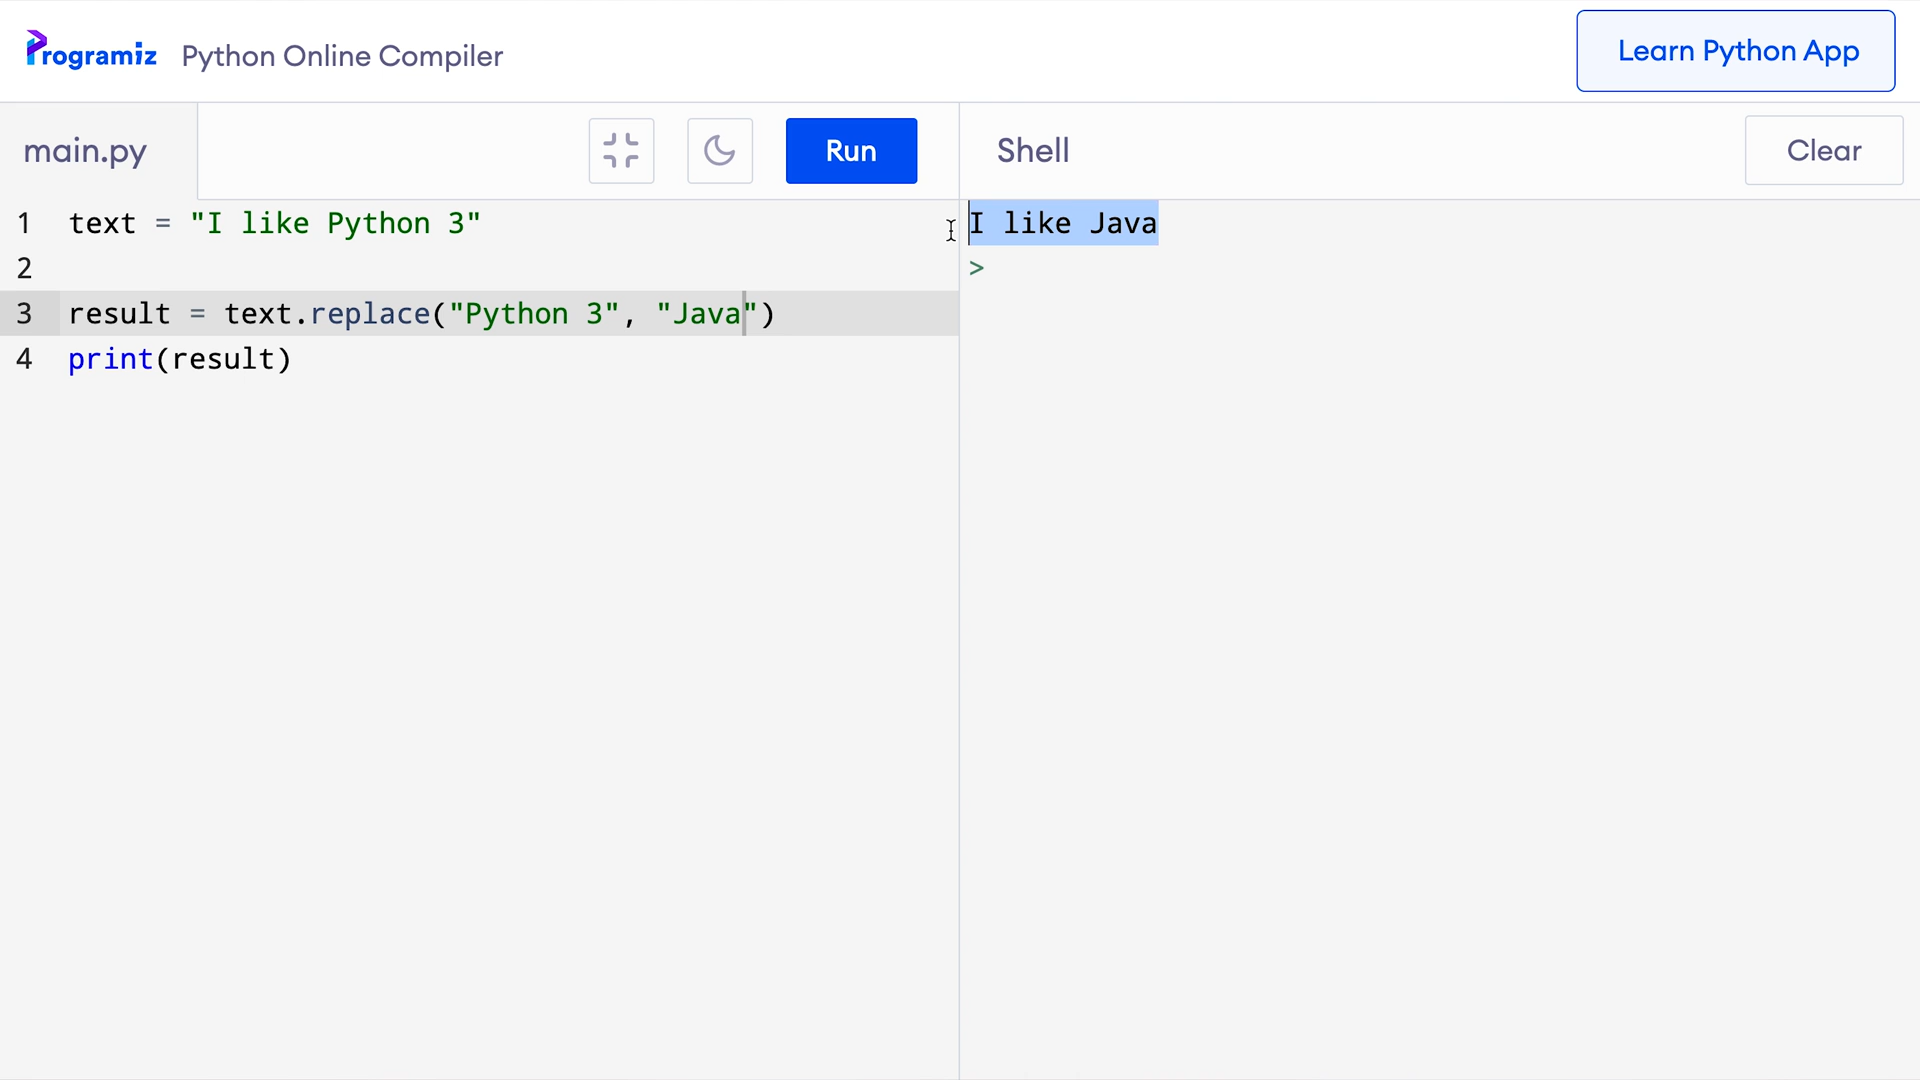 Programiz Python Online Compiler Learn Python App
main.py Run Shell Clear
1 text = "I like Python 3"
2
3 result = text.replace("Python 3", "Java")
4 print(result)
I like Java
>